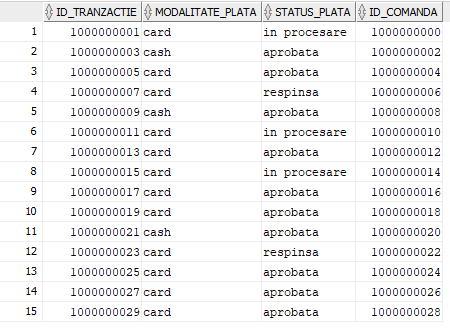 ID_TRANZACTIE MODALITATE_PLATA STATUS_PLATA ID_COMANDA
1 1000000001 card in procesare 1000000000
2 1000000003 cash aprobata 1000000002
3 1000000005 card aprobata 1000000004
4 1000000007 card respinsa 1000000006
5 1000000009 cash aprobata 1000000008
6 1000000011 card in procesare 1000000010
7 1000000013 card aprobata 1000000012
8 1000000015 card in procesare 1000000014
9 1000000017 card aprobata 1000000016
10 1000000019 card aprobata 1000000018
11 1000000021 cash aprobata 1000000020
12 1000000023 card respinsa 1000000022
13 1000000025 card aprobata 1000000024
14 1000000027 card aprobata 1000000026
15 1000000029 card aprobata 1000000028